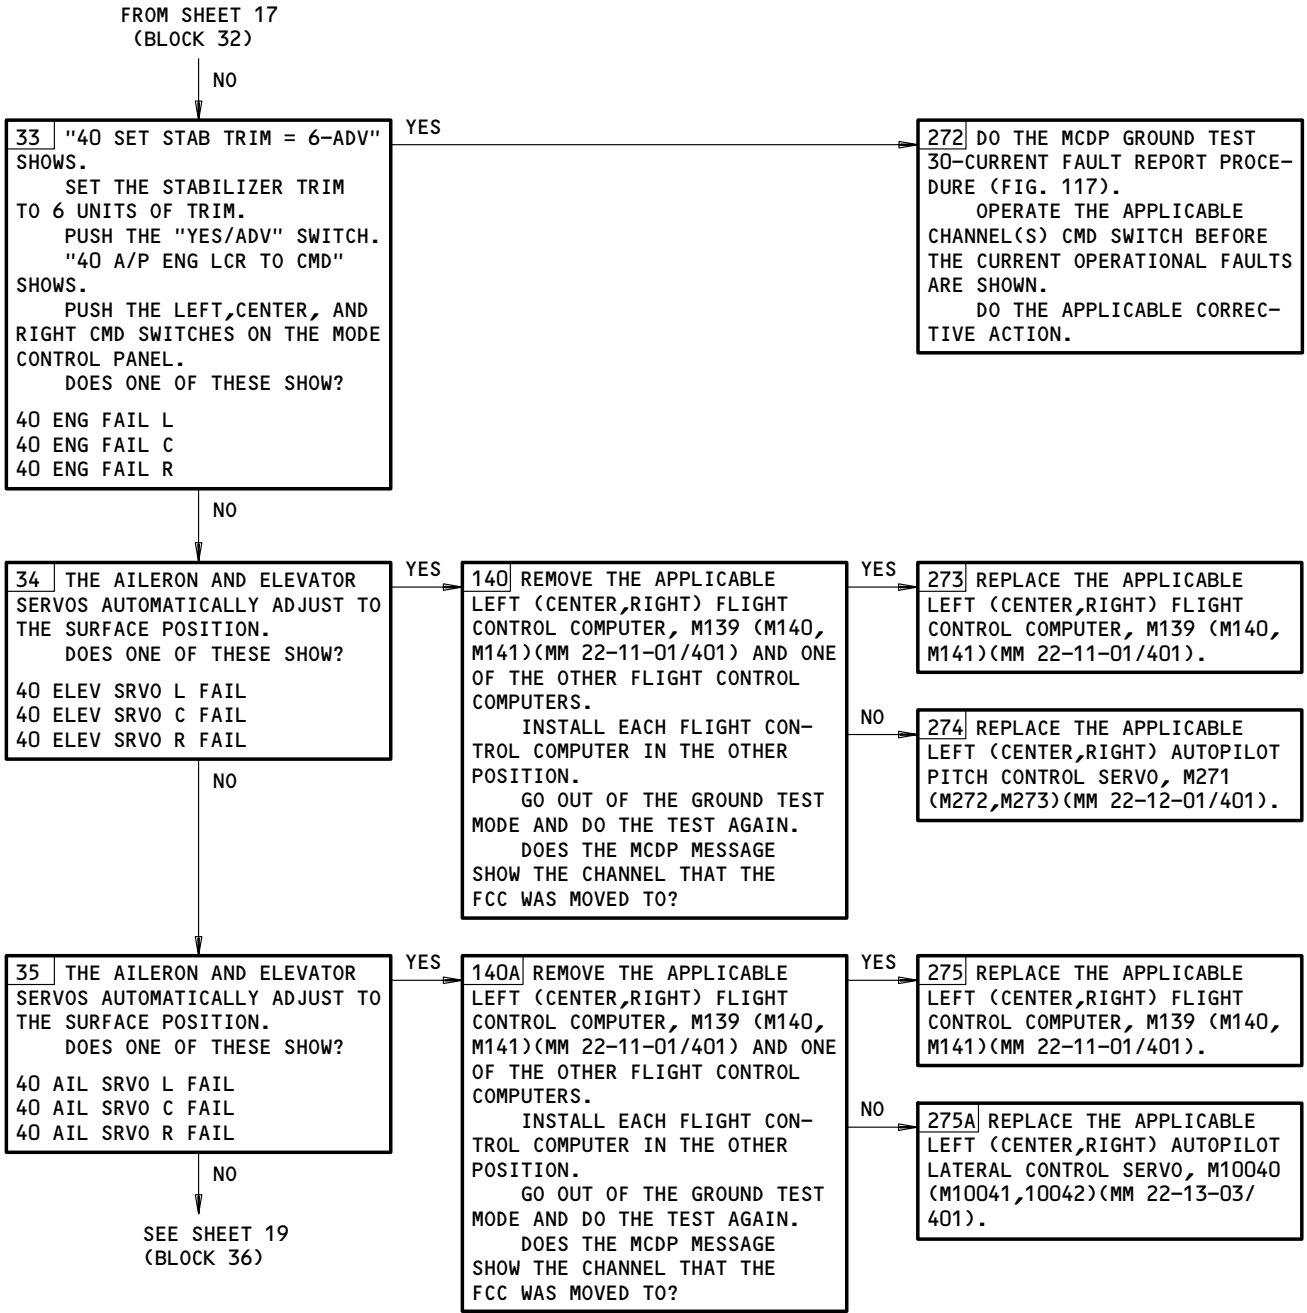 FROM SHEET 17
(BLOCK 32)
NO
33 "40 SET STAB TRIM = 6-ADV"
SHOWS.
SET THE STABILIZER TRIM
TO 6 UNITS OF TRIM.
PUSH THE "YES/ADV" SWITCH.
"40 A/P ENG LCR TO CMD"
SHOWS.
PUSH THE LEFT,CENTER, AND
RIGHT CMD SWITCHES ON THE MODE
CONTROL PANEL.
DOES ONE OF THESE SHOW?
40 ENG FAIL L
40 ENG FAIL C
40 ENG FAIL R
YES
272 DO THE MCDP GROUND TEST
30-CURRENT FAULT REPORT PROCE-
DURE (FIG. 117).
OPERATE THE APPLICABLE
CHANNEL(S) CMD SWITCH BEFORE
THE CURRENT OPERATIONAL FAULTS
ARE SHOWN.
DO THE APPLICABLE CORREC-
TIVE ACTION.
NO
34 THE AILERON AND ELEVATOR
SERVOS AUTOMATICALLY ADJUST TO
THE SURFACE POSITION.
DOES ONE OF THESE SHOW?
40 ELEV SRVO L FAIL
40 ELEV SRVO C FAIL
40 ELEV SRVO R FAIL
YES
140 REMOVE THE APPLICABLE
LEFT (CENTER,RIGHT) FLIGHT
CONTROL COMPUTER, M139 (M140,
M141)(MM 22-11-01/401) AND ONE
OF THE OTHER FLIGHT CONTROL
COMPUTERS.
INSTALL EACH FLIGHT CON-
TROL COMPUTER IN THE OTHER
POSITION.
GO OUT OF THE GROUND TEST
MODE AND DO THE TEST AGAIN.
DOES THE MCDP MESSAGE
SHOW THE CHANNEL THAT THE
FCC WAS MOVED TO?
YES
273 REPLACE THE APPLICABLE
LEFT (CENTER,RIGHT) FLIGHT
CONTROL COMPUTER, M139 (M140,
M141)(MM 22-11-01/401).
NO
274 REPLACE THE APPLICABLE
LEFT (CENTER,RIGHT) AUTOPILOT
PITCH CONTROL SERVO, M271
(M272,M273)(MM 22-12-01/401).
NO
35 THE AILERON AND ELEVATOR
SERVOS AUTOMATICALLY ADJUST TO
THE SURFACE POSITION.
DOES ONE OF THESE SHOW?
40 AIL SRVO L FAIL
40 AIL SRVO C FAIL
40 AIL SRVO R FAIL
YES
140A REMOVE THE APPLICABLE
LEFT (CENTER,RIGHT) FLIGHT
CONTROL COMPUTER, M139 (M140,
M141)(MM 22-11-01/401) AND ONE
OF THE OTHER FLIGHT CONTROL
COMPUTERS.
INSTALL EACH FLIGHT CON-
TROL COMPUTER IN THE OTHER
POSITION.
GO OUT OF THE GROUND TEST
MODE AND DO THE TEST AGAIN.
DOES THE MCDP MESSAGE
SHOW THE CHANNEL THAT THE
FCC WAS MOVED TO?
YES
275 REPLACE THE APPLICABLE
LEFT (CENTER,RIGHT) FLIGHT
CONTROL COMPUTER, M139 (M140,
M141)(MM 22-11-01/401).
NO
275A REPLACE THE APPLICABLE
LEFT (CENTER,RIGHT) AUTOPILOT
LATERAL CONTROL SERVO, M10040
(M10041,10042)(MM 22-13-03/
401).
NO
SEE SHEET 19
(BLOCK 36)